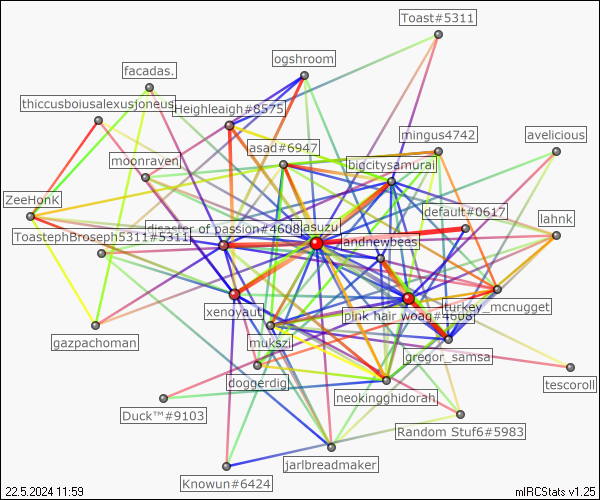 Toast#5311
ogshroom
facadas.
thiccusboiusalexusjoneus
Heighleigh#8575
mingus4742
avelicious
asad#6947
moonraven
bigcitysamurai
ZeeHonk
default#0617
lahnk
disaster of passion#4608
asuzu
ToastephBroseph5311#5311
landnewbees
xenoyaut
turkey_mcnugget
pink hair woag#4608
gazpachoman
mukszi
gregor_samsa
doggerdig
tescoroll
neokingghidorah
Duck™#9103
Random Stuf6#5983
jarlbreadmaker
Knowun#6424
22.5.2024 11:59
mIRCStats v1.25